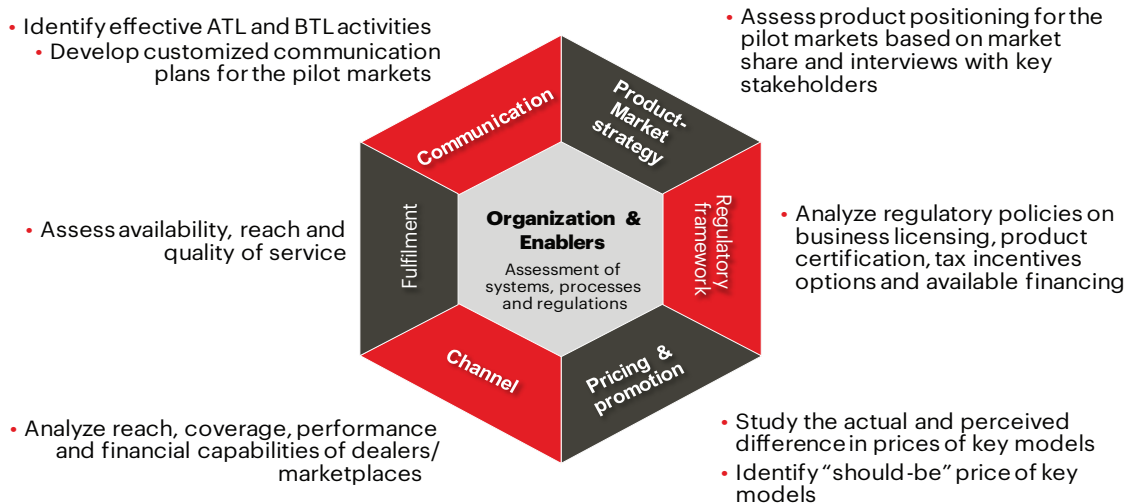 • Identify effective ATL and BTL activities
• Develop customized communication
plans for the pilot markets
• Assess product positioning for the
pilot markets based on market
share and interviews with key
stakeholders
Communication
Product-
Market
strategy
• Assess availability, reach and
quality of service
Fulfilment
Organization &
Enablers
Assessment of
systems, processes
and regulations
Regulatory
framework
• Analyze regulatory policies on
business licensing, product
certification, tax incentives
options and available financing
Channel
Pricing &
promotion
• Analyze reach, coverage, performance
and financial capabilities of dealers/
marketplaces
• Study the actual and perceived
difference in prices of key models
• Identify “should-be” price of key
models